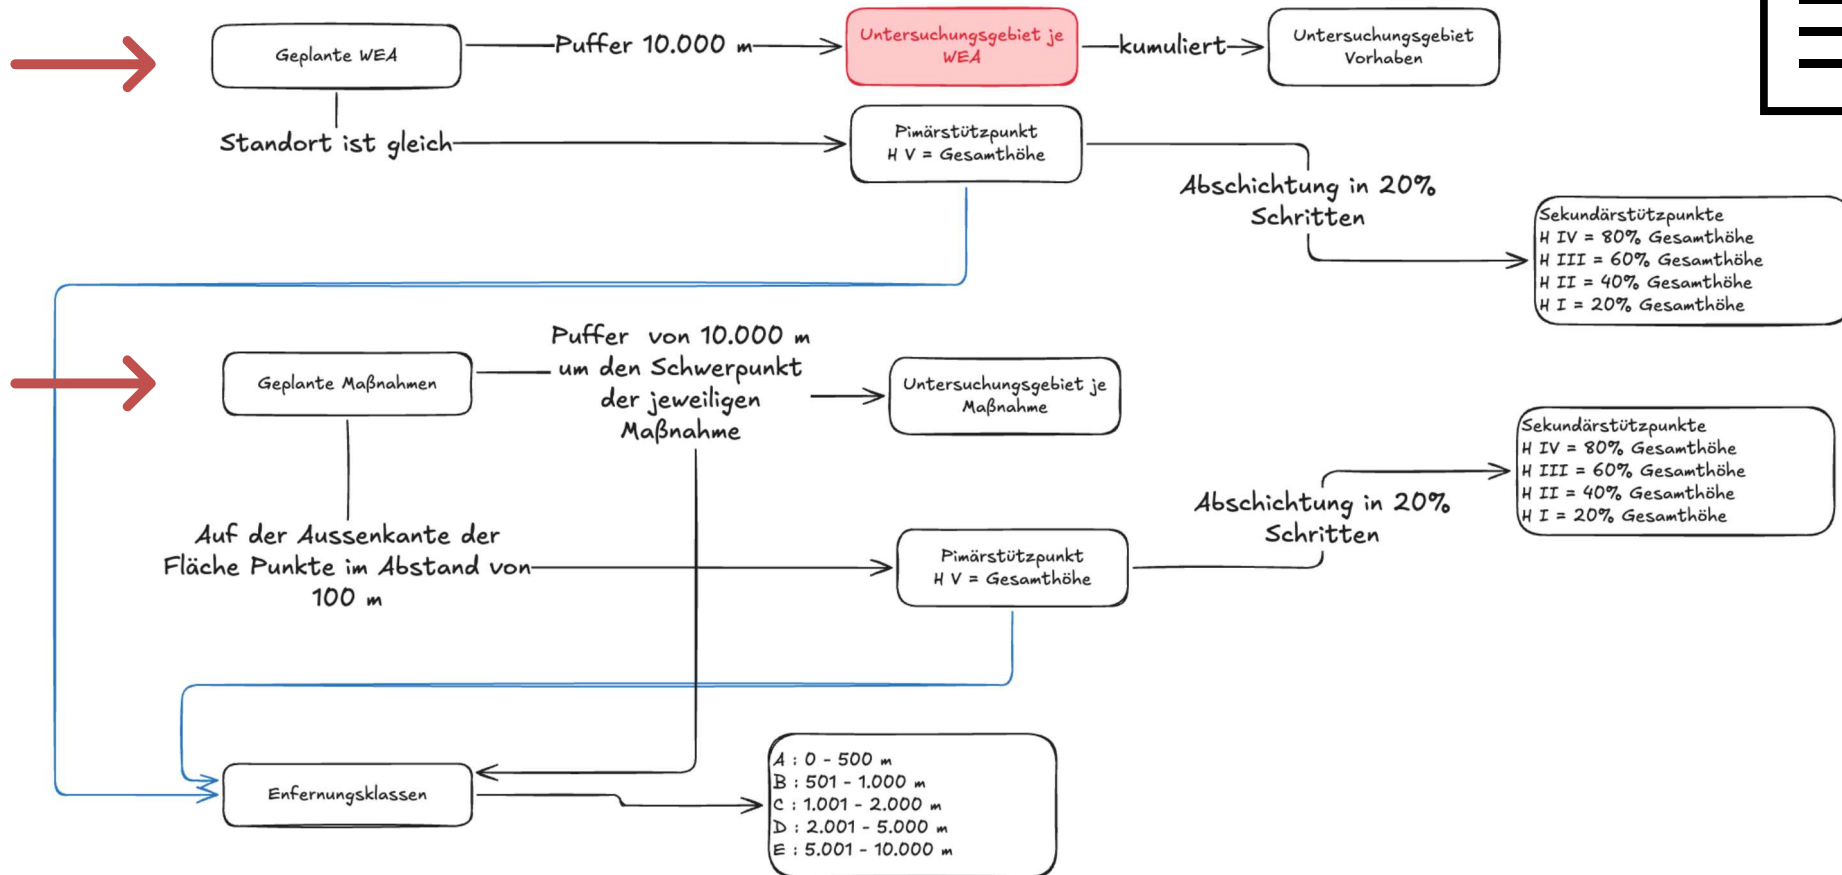 Geplante WEA
Puffer 10.000 m
Untersuchungsgebiet je
WEA
kumuliert
Untersuchungsgebiet
Vorhaben
Standort ist gleich
Pimärstützpunkt
H V = Gesamthöhe
Abschichtung in 20%
Schritten
Sekundärstützpunkte
H IV = 80% Gesamthöhe
H III = 60% Gesamthöhe
H II = 40% Gesamthöhe
H I = 20% Gesamthöhe
Geplante Maßnahmen
Puffer von 10.000 m
um den Schwerpunkt
der jeweiligen
Maßnahme
Untersuchungsgebiet je
Maßnahme
Auf der Aussenkante der
Fläche Punkte im Abstand von
100 m
Pimärstützpunkt
H V = Gesamthöhe
Abschichtung in 20%
Schritten
Sekundärstützpunkte
H IV = 80% Gesamthöhe
H III = 60% Gesamthöhe
H II = 40% Gesamthöhe
H I = 20% Gesamthöhe
Enfernungsklassen
A : 0 - 500 m
B : 501 - 1.000 m
C : 1.001 - 2.000 m
D : 2.001 - 5.000 m
E : 5.001 - 10.000 m